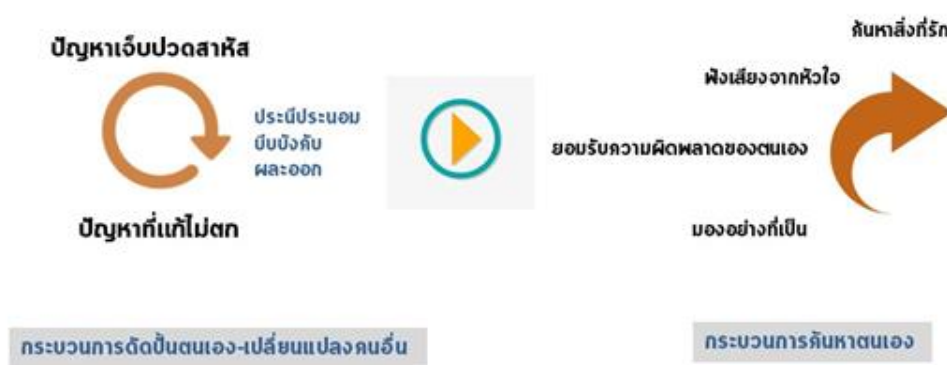 ปัญหาเจ็บปวดสาหัส
ประนีประนอม
บีบบังคับ
ผละออก
ปัญหาที่แก้ไม่ตก
ค้นหาสิ่งที่รัก
ฟังเสียงจากหัวใจ
ยอมรับความผิดพลาดของตนเอง
มองอย่างที่เป็น
กระบวนการดัดปั้นตนเอง-เปลี่ยนแปลงคนอื่น
กระบวนการค้นหาตนเอง